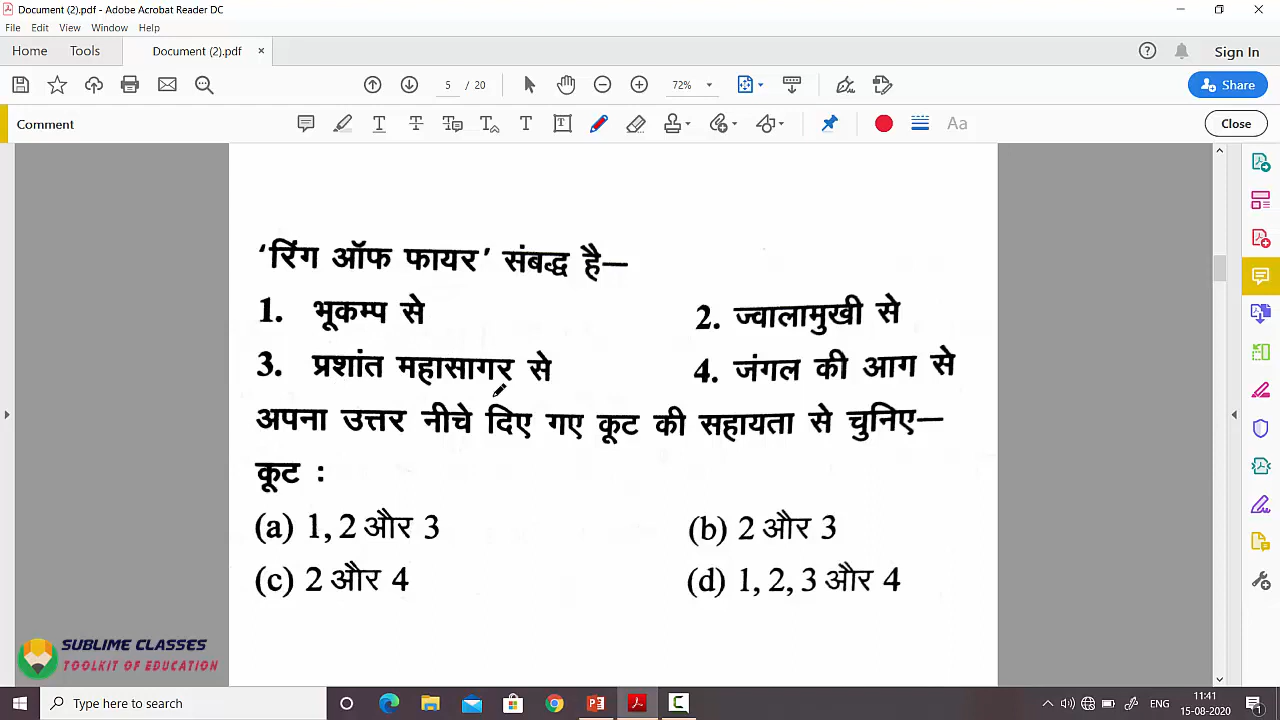 Document (2).pdf - Adobe Acrobat Reader DC
File Edit View Window Help
Home Tools Document (2).pdf × Sign In
5 / 20 72% Share
Comment Aa Close
‘रिंग ऑफ फायर’ संबद्ध है—
1. भूकम्प से 2. ज्वालामुखी से
3. प्रशांत महासागर से 4. जंगल की आग से
अपना उत्तर नीचे दिए गए कूट की सहायता से चुनिए—
कूट :
(a) 1, 2 और 3 (b) 2 और 3
(c) 2 और 4 (d) 1, 2, 3 और 4
SUBLIME CLASSES
TOOLKIT OF EDUCATION
Type here to search ENG 11:41
15-08-2020